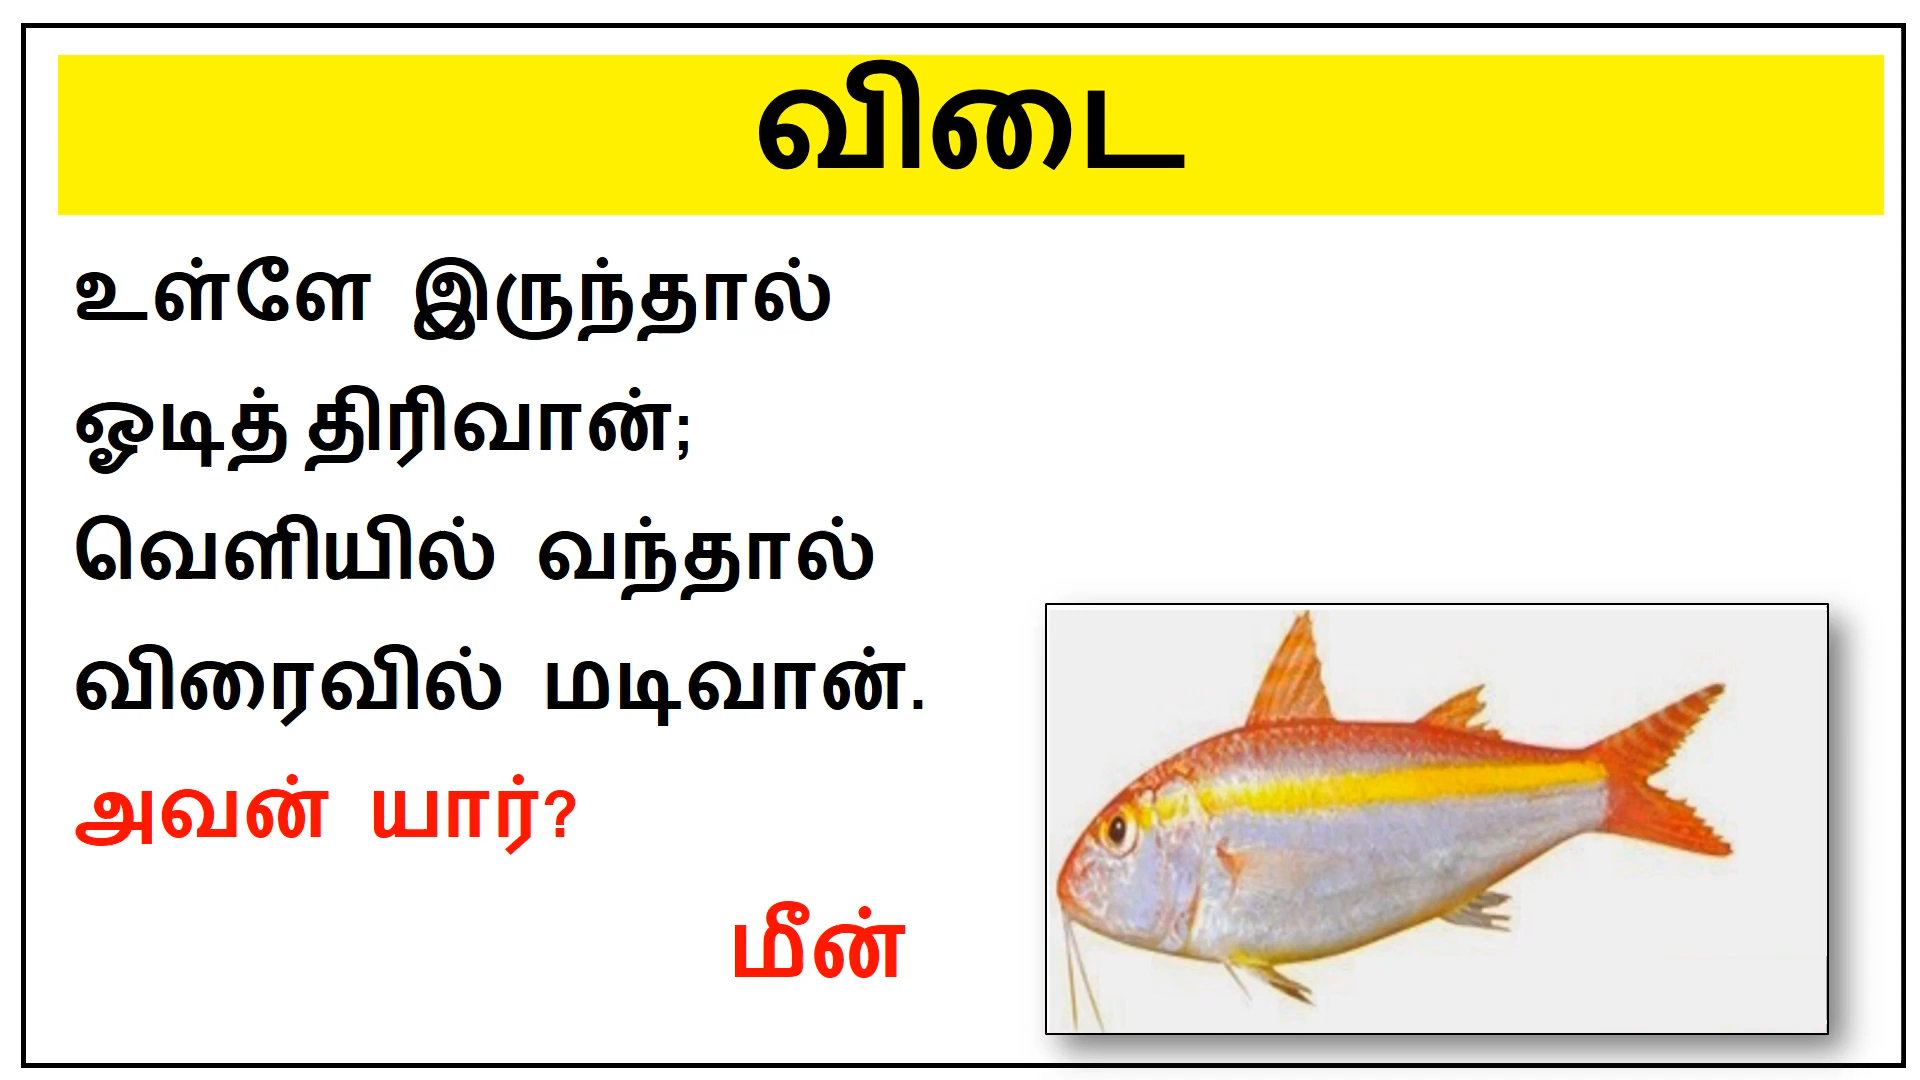 விடை
உள்ளே இருந்தால்
ஓடித் திரிவான்;
வெளியில் வந்தால்
விரைவில் மடிவான்.
அவன் யார்?
மீன்